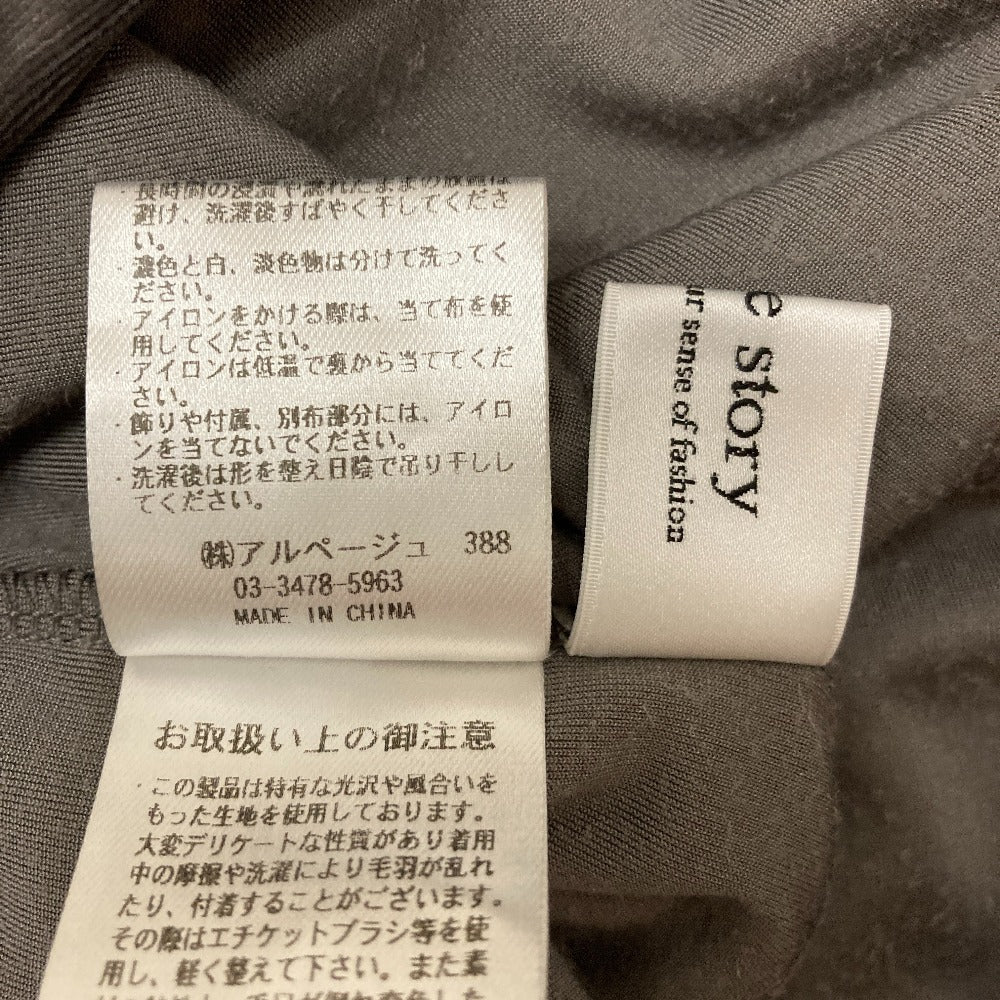 ・長時間の浸漬や濡れたままの放置は
避け、洗濯後すばやく干してくださ
い。
・濃色と白、淡色物は分けて洗ってく
ださい。
・アイロンをかける際は、当て布を使
用してください。
・アイロンは低温で裏から当ててくだ
さい。
・飾りや付属、別布部分には、アイロ
ンを当てないでください。
・洗濯後は形を整え日陰で吊り干しし
てください。
㈱アルページュ 388
03-3478-5963
MADE IN CHINA
e story
ur sense of fashion
お取扱い上の御注意
・この製品は特有な光沢や風合いを
もった生地を使用しております。
大変デリケートな性質があり着用
中の摩擦や洗濯により毛羽が乱れ
たり、付着することがございます。
その際はエチケットブラシ等を使
用し、軽く整えて下さい。また素